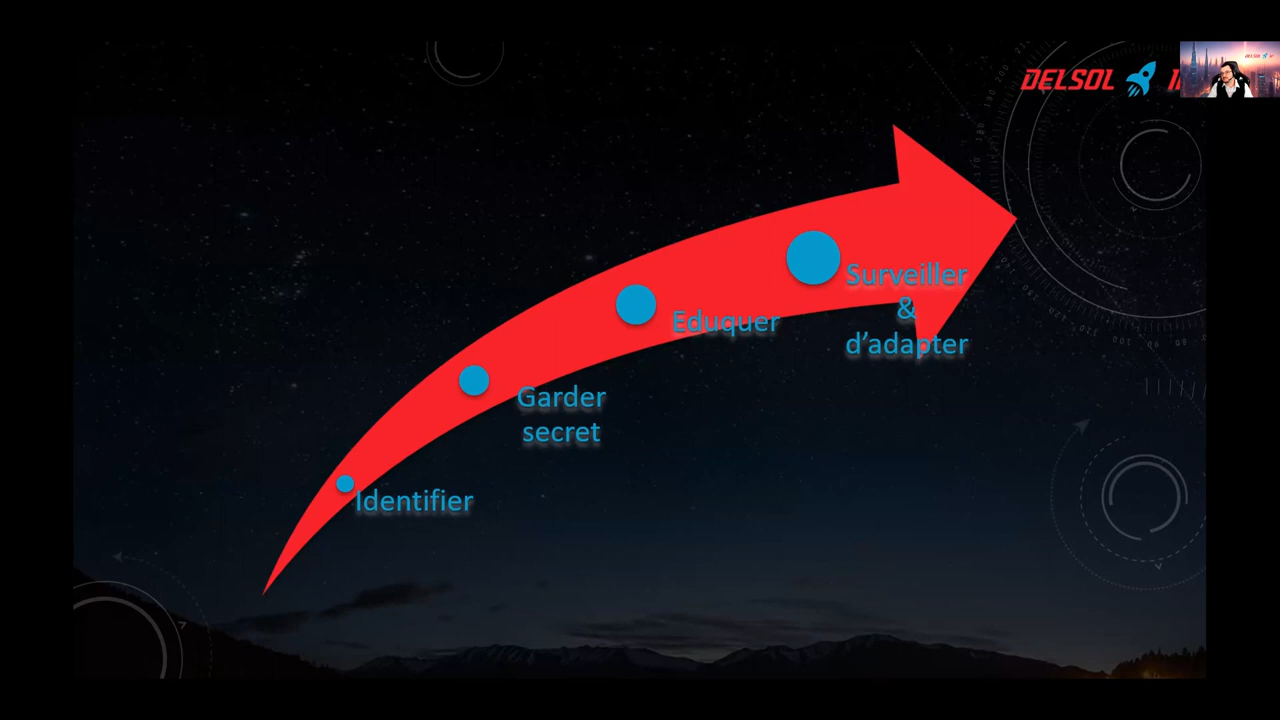 DELSOL
Surveiller
&
d'adapter
Eduquer
Garder
secret
Identifier